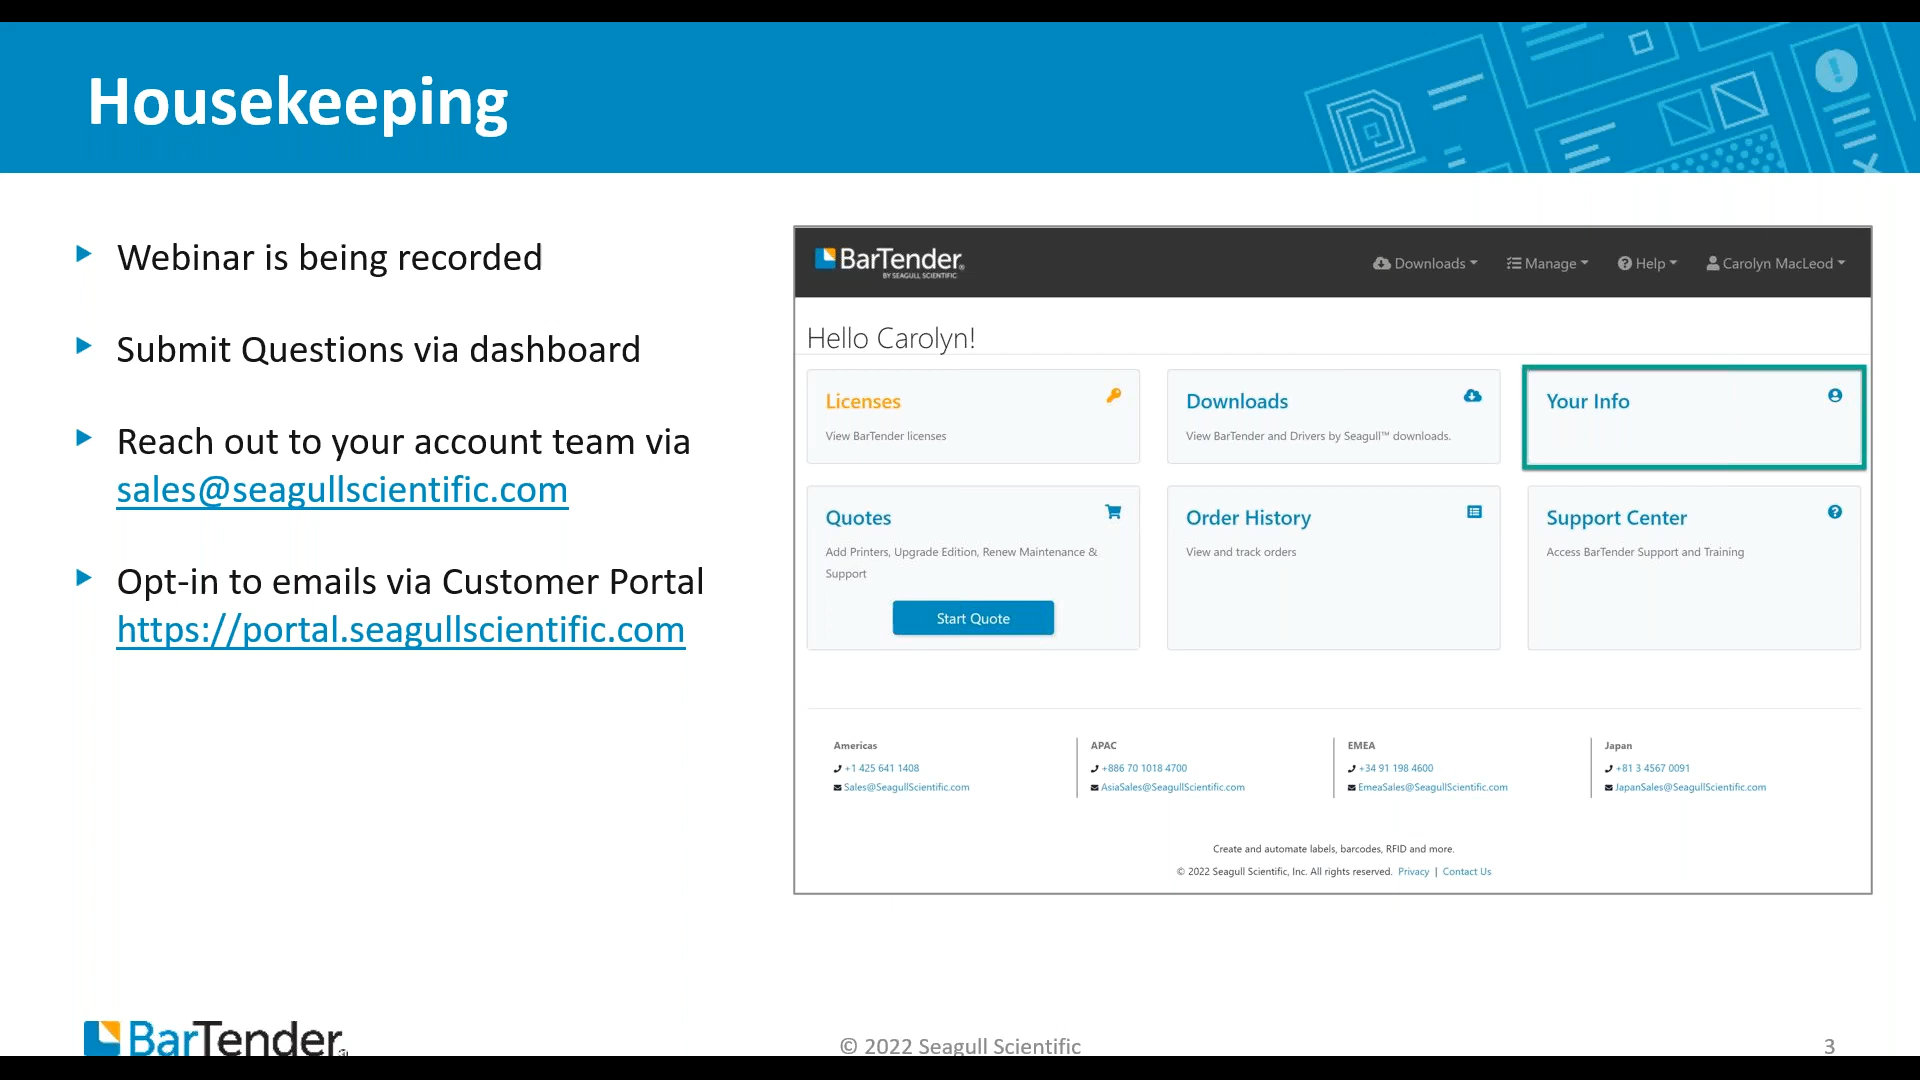 Housekeeping
Webinar is being recorded
Submit Questions via dashboard
Reach out to your account team via
sales@seagullscientific.com
Opt-in to emails via Customer Portal
https://portal.seagullscientific.com
BarTender
BY SEAGULL SCIENTIFIC
Downloads
Manage
Help
Carolyn MacLeod
Hello Carolyn!
Licenses
View BarTender licenses
Downloads
View BarTender and Drivers by Seagull™ downloads.
Your Info
Quotes
Add Printers, Upgrade Edition, Renew Maintenance &
Support
Start Quote
Order History
View and track orders
Support Center
Access BarTender Support and Training
Americas
+1 425 641 1408
Sales@SeagullScientific.com
APAC
+886 70 1018 4700
AsiaSales@SeagullScientific.com
EMEA
+34 91 198 4600
EmeaSales@SeagullScientific.com
Japan
+81 3 4567 0091
JapanSales@SeagullScientific.com
Create and automate labels, barcodes, RFID and more.
© 2022 Seagull Scientific, Inc. All rights reserved. Privacy | Contact Us
BarTender
© 2022 Seagull Scientific
3